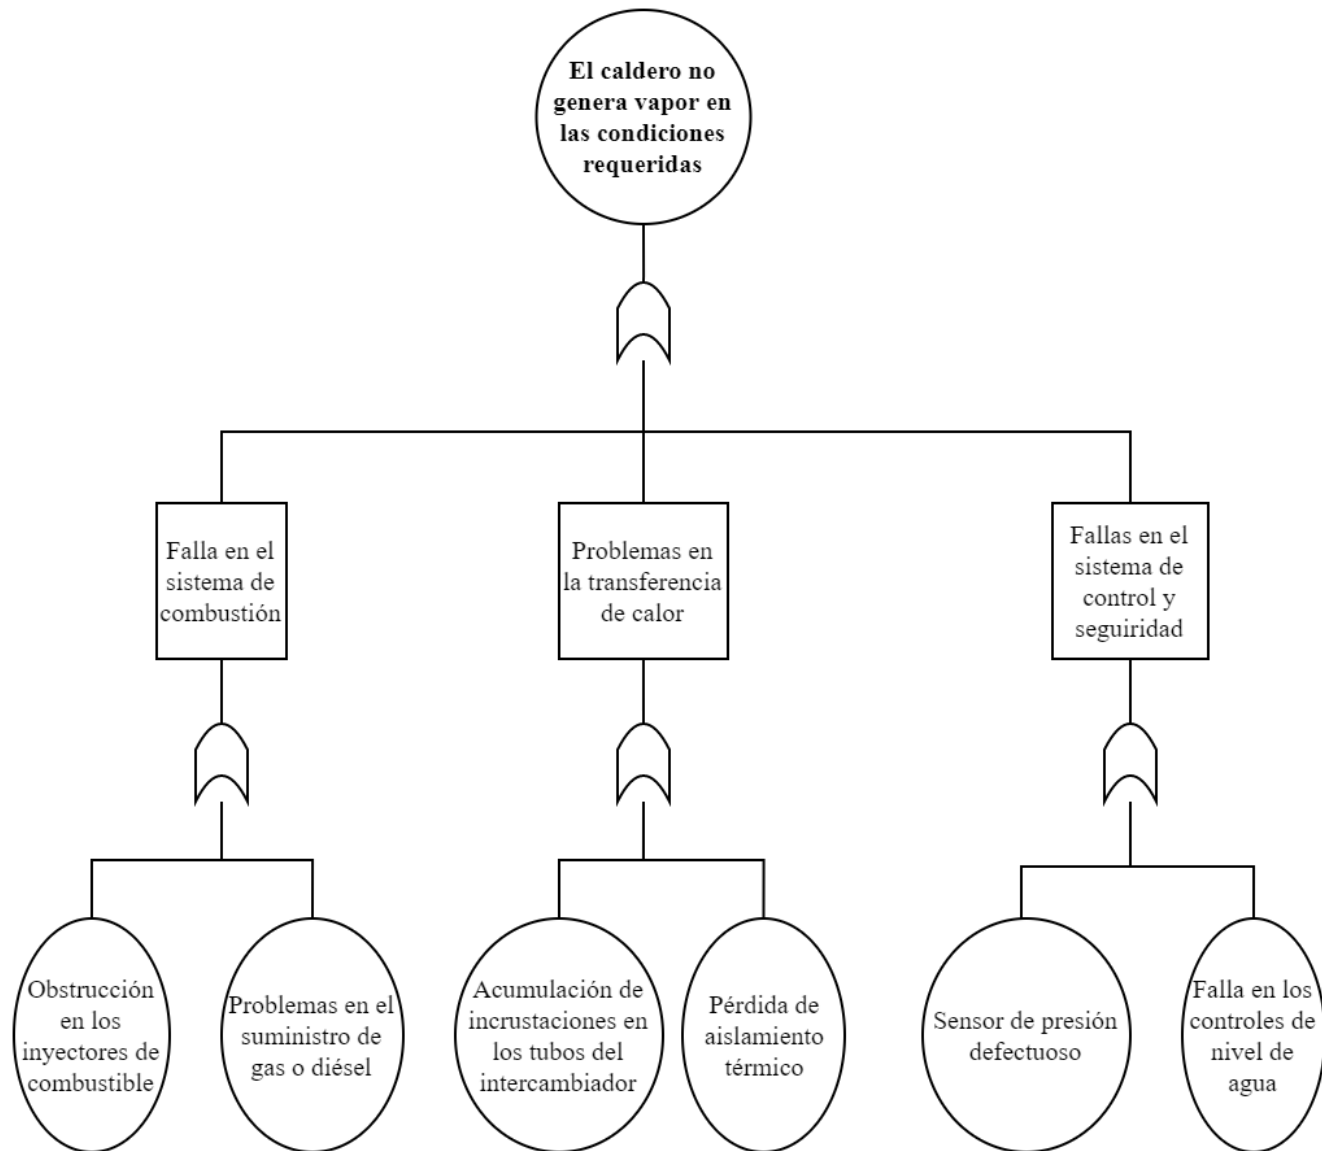 El caldero no
genera vapor en
las condiciones
requeridas
Falla en el
sistema de
combustión
Problemas en
la transferencia
de calor
Fallas en el
sistema de
control y
seguiridad
Obstrucción
en los
inyectores de
combustible
Problemas en el
suministro de
gas o diésel
Acumulación de
incrustaciones en
los tubos del
intercambiador
Pérdida de
aislamiento
térmico
Sensor de presión
defectuoso
Falla en los
controles de
nivel de
agua